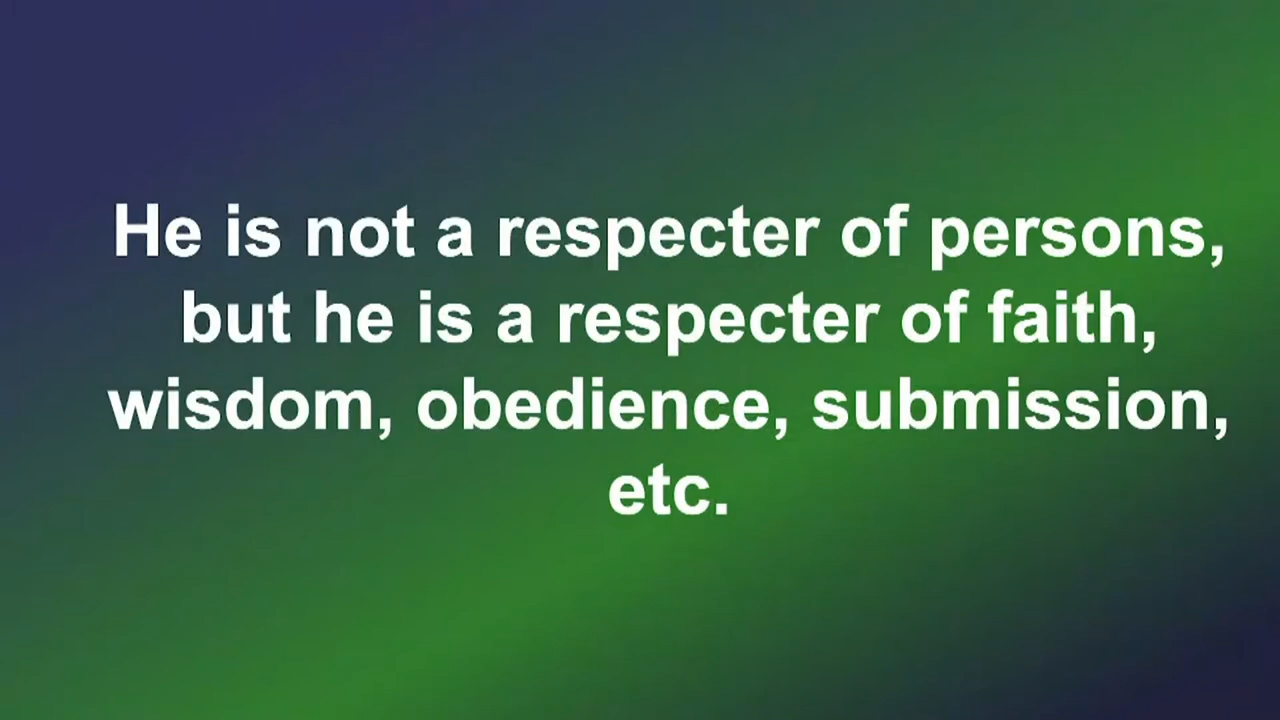 He is not a respecter of persons,
but he is a respecter of faith,
wisdom, obedience, submission,
etc.